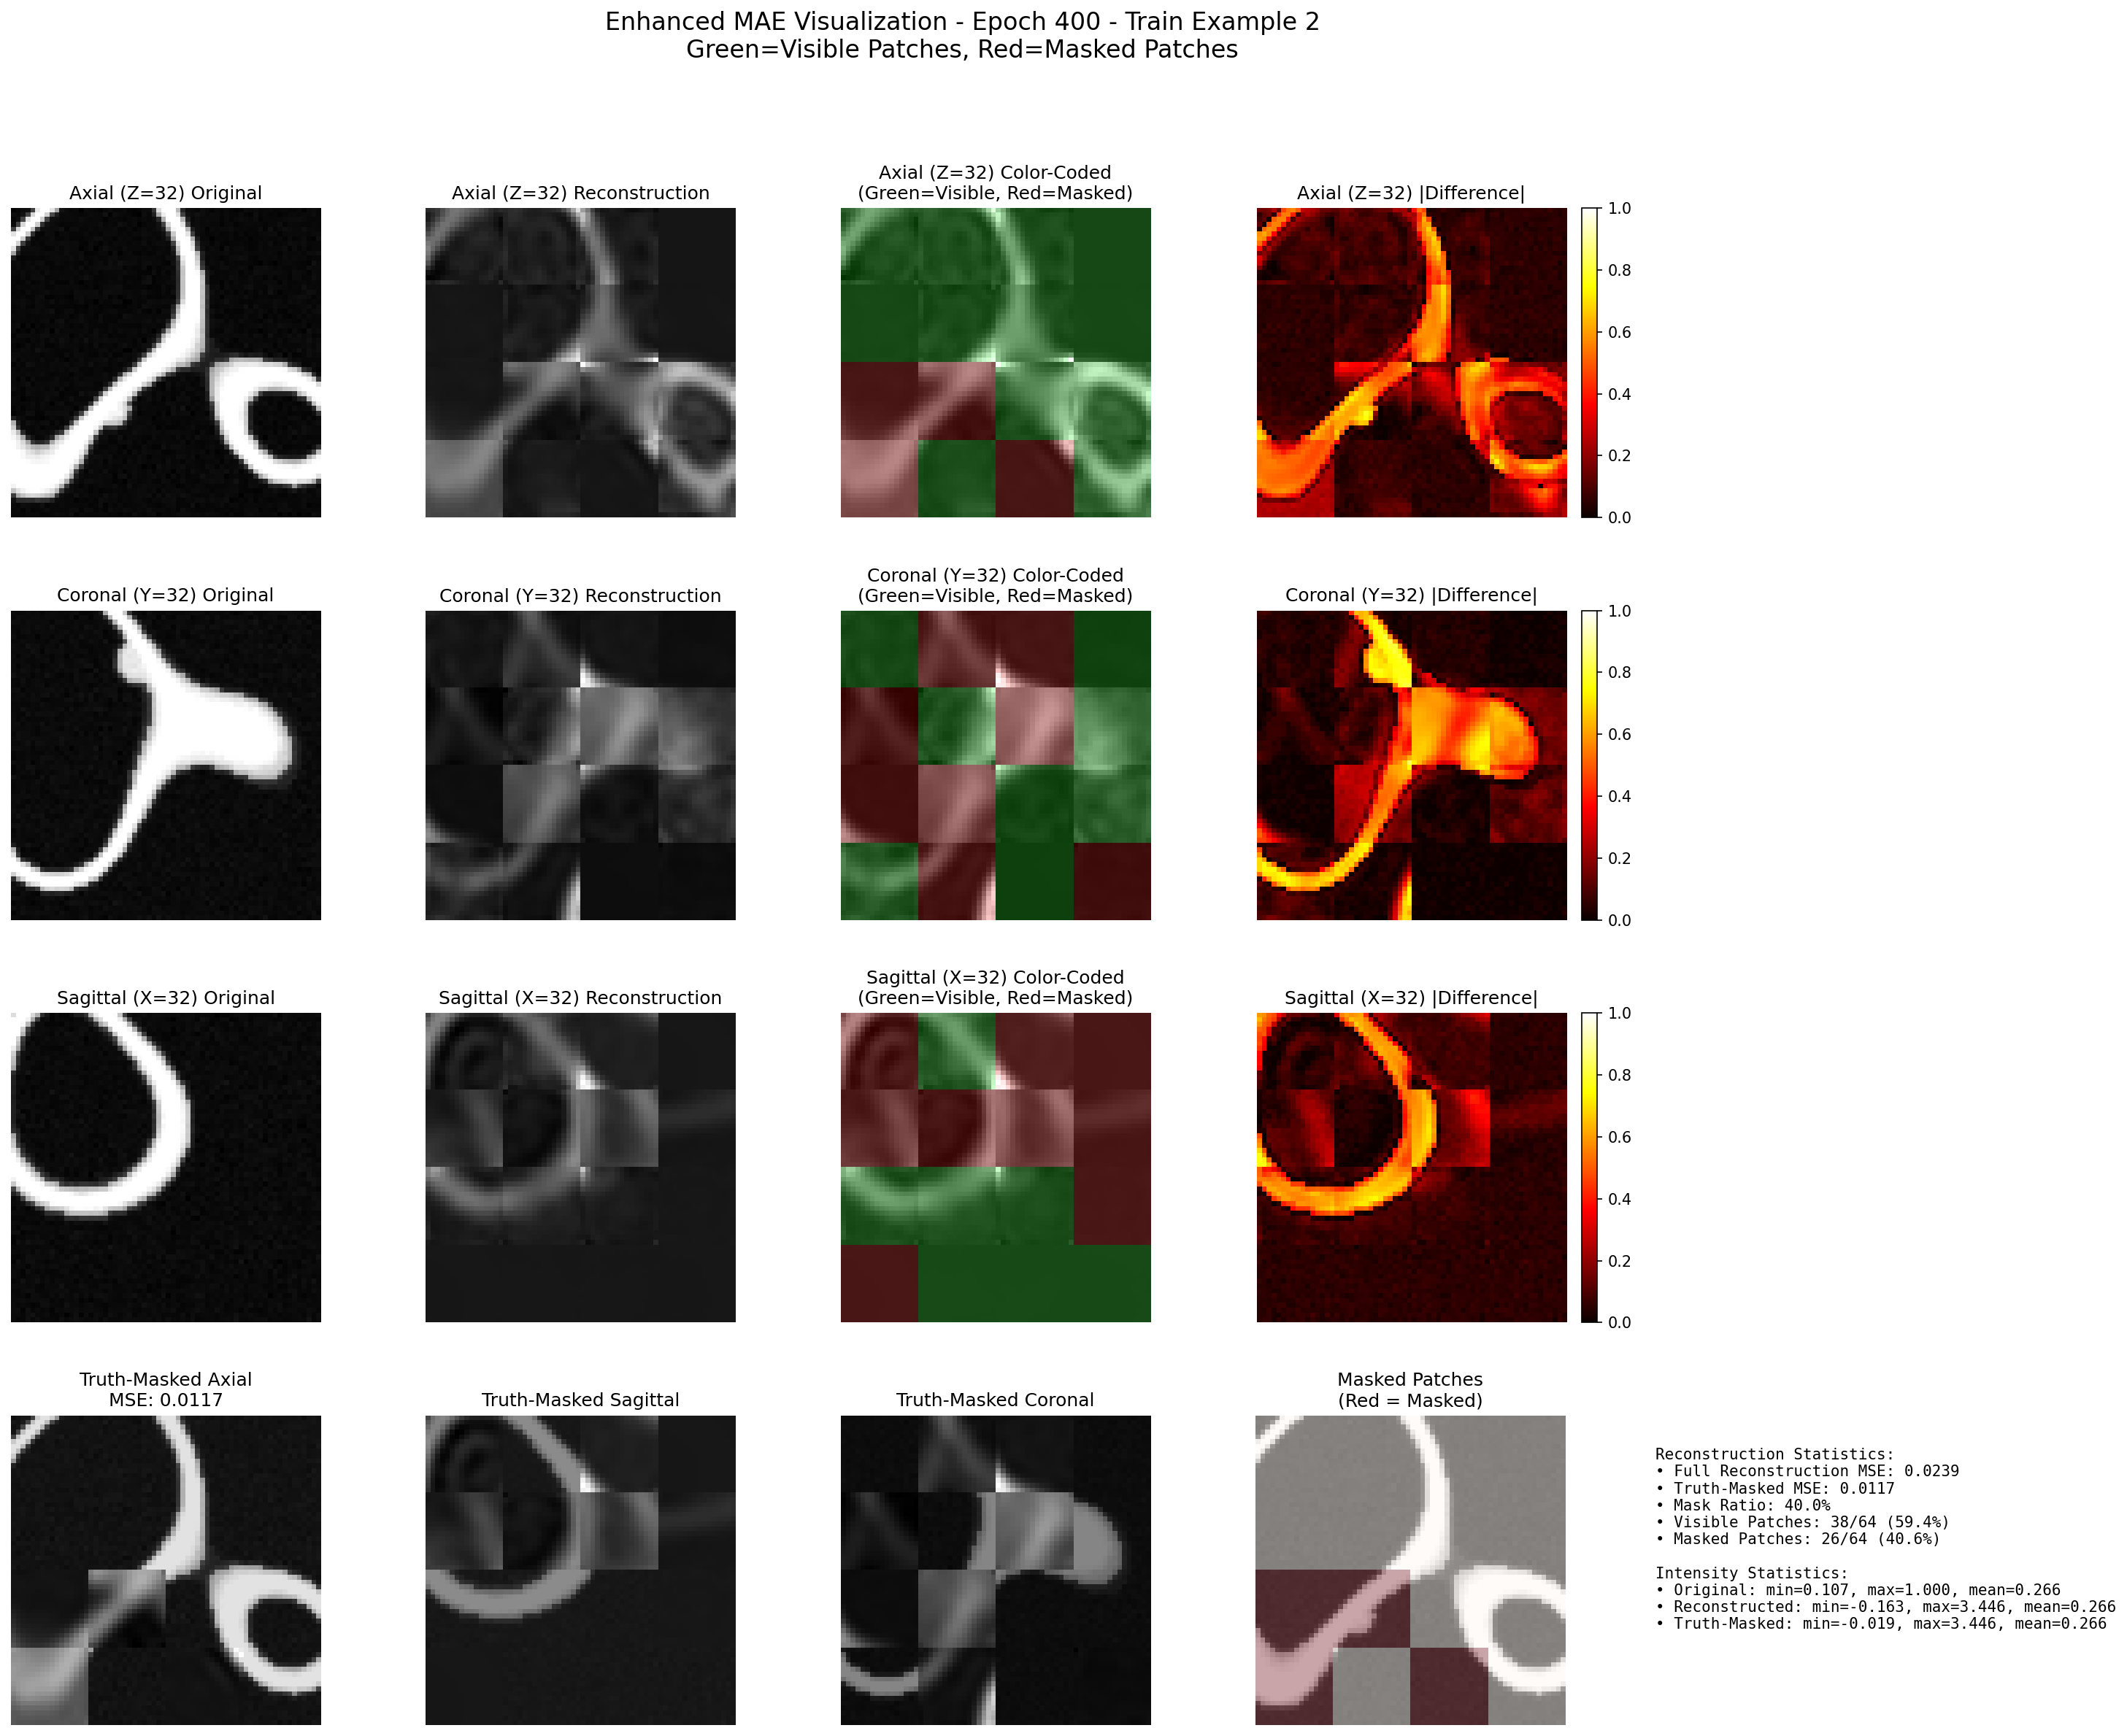 Enhanced MAE Visualization - Epoch 400 - Train Example 2
Green=Visible Patches, Red=Masked Patches
Axial (Z=32) Original
Axial (Z=32) Reconstruction
Axial (Z=32) Color-Coded
(Green=Visible, Red=Masked)
Axial (Z=32) |Difference|
1.0
0.8
0.6
0.4
0.2
0.0
Coronal (Y=32) Original
Coronal (Y=32) Reconstruction
Coronal (Y=32) Color-Coded
(Green=Visible, Red=Masked)
Coronal (Y=32) |Difference|
1.0
0.8
0.6
0.4
0.2
0.0
Sagittal (X=32) Original
Sagittal (X=32) Reconstruction
Sagittal (X=32) Color-Coded
(Green=Visible, Red=Masked)
Sagittal (X=32) |Difference|
1.0
0.8
0.6
0.4
0.2
0.0
Truth-Masked Axial
MSE: 0.0117
Truth-Masked Sagittal
Truth-Masked Coronal
Masked Patches
(Red = Masked)
Reconstruction Statistics:
• Full Reconstruction MSE: 0.0239
• Truth-Masked MSE: 0.0117
• Mask Ratio: 40.0%
• Visible Patches: 38/64 (59.4%)
• Masked Patches: 26/64 (40.6%)
Intensity Statistics:
• Original: min=0.107, max=1.000, mean=0.266
• Reconstructed: min=-0.163, max=3.446, mean=0.266
• Truth-Masked: min=-0.019, max=3.446, mean=0.266